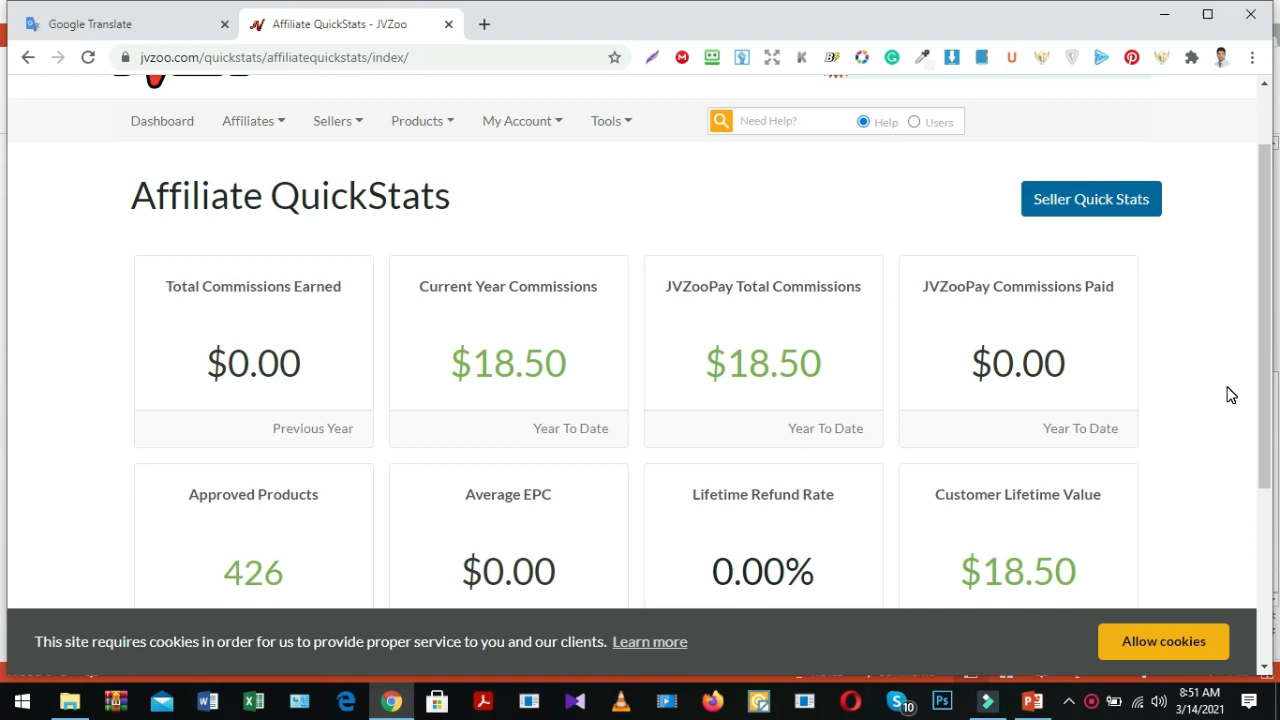 Google Translate
Affiliate QuickStats - JVZoo
jvzoo.com/quickstats/affiliatequickstats/index/
Dashboard Affiliates Sellers Products My Account Tools Need Help? Help Users
Affiliate QuickStats
Seller Quick Stats
Total Commissions Earned Current Year Commissions JVZooPay Total Commissions JVZooPay Commissions Paid
$0.00 $18.50 $18.50 $0.00
Previous Year Year To Date Year To Date Year To Date
Approved Products Average EPC Lifetime Refund Rate Customer Lifetime Value
426 $0.00 0.00% $18.50
This site requires cookies in order for us to provide proper service to you and our clients. Learn more
Allow cookies
10
8:51 AM
3/14/2021